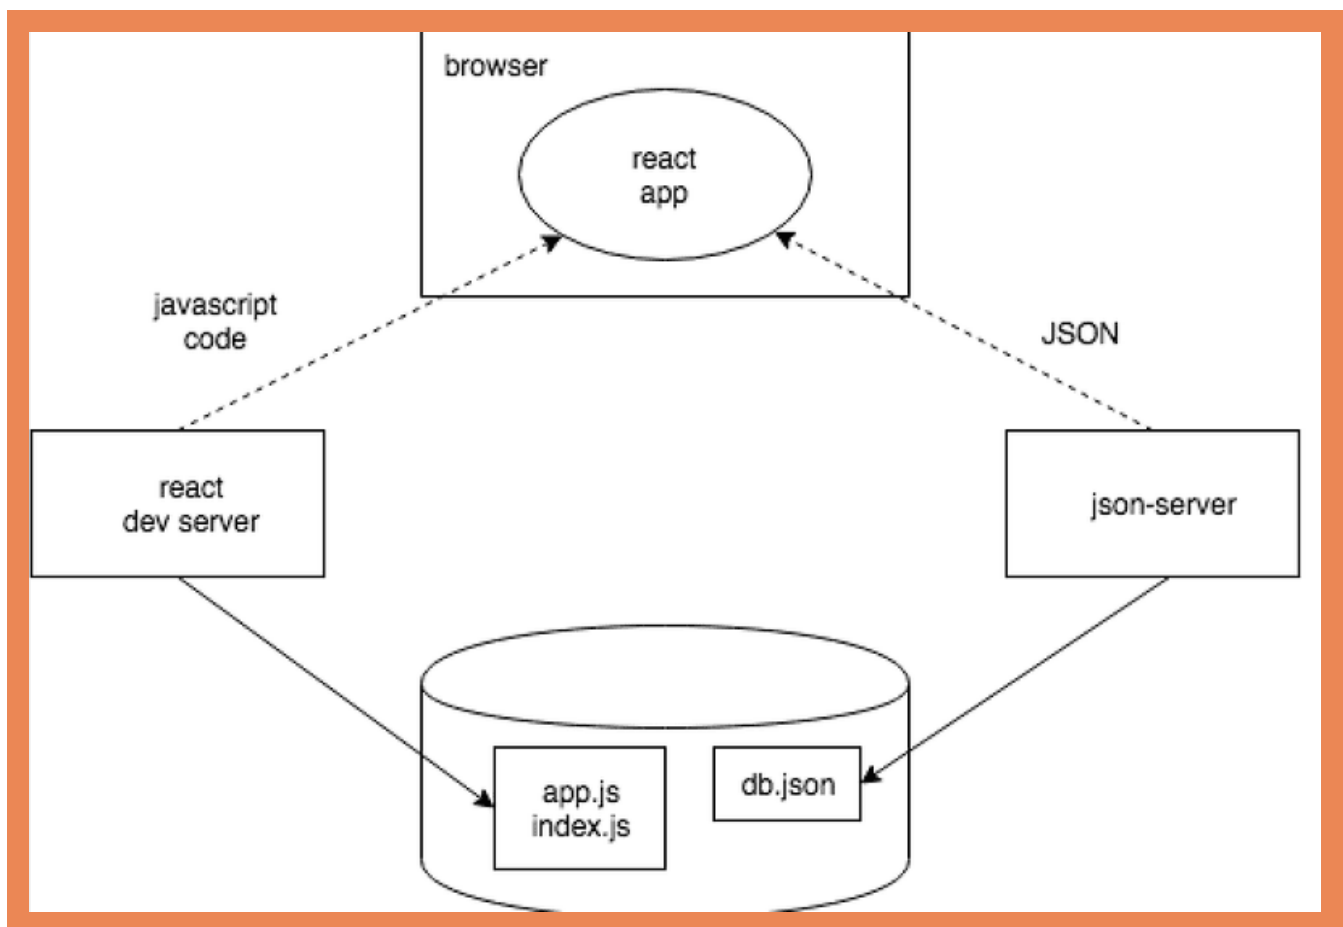 browser
react
app
javascript
code
JSON
react
dev server
json-server
app.js
index.js
db.json